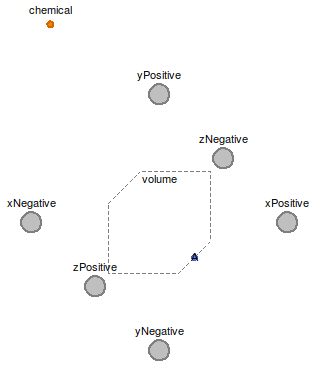 chemical
yPositive
zNegative
volume
xNegative
xPositive
zPositive
yNegative